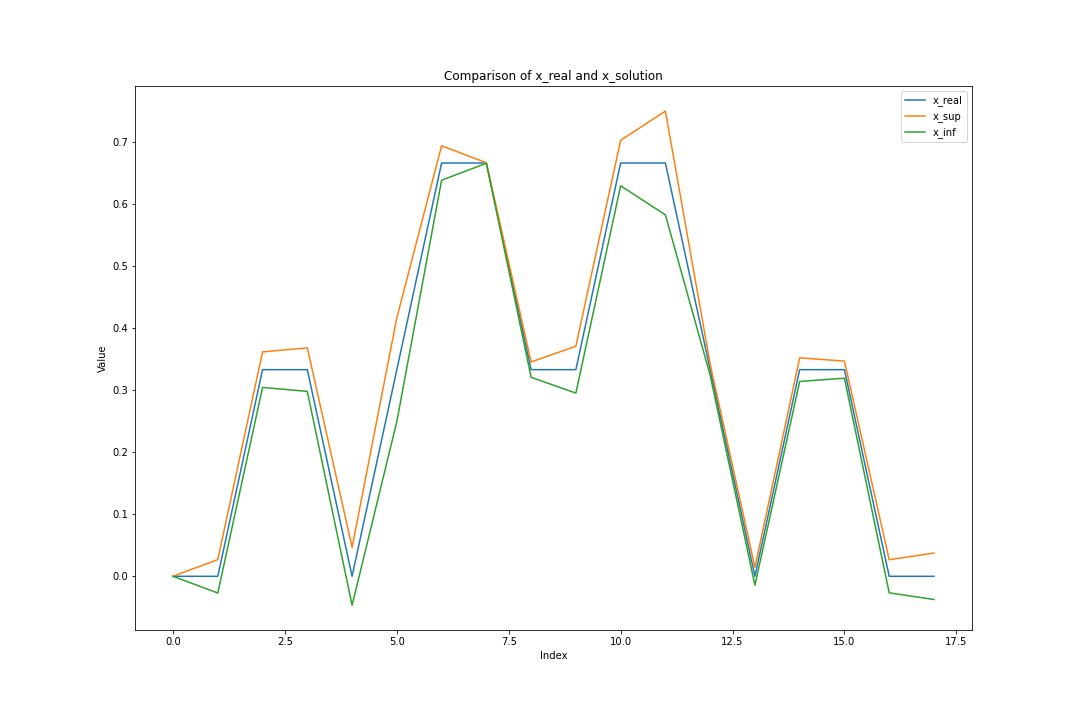 Comparison of x_real and x_solution
x_real
x_sup
x_inf
0.7
0.6
0.5
0.4
0.3
0.2
0.1
0.0
Value
0.0 2.5 5.0 7.5 10.0 12.5 15.0 17.5
Index